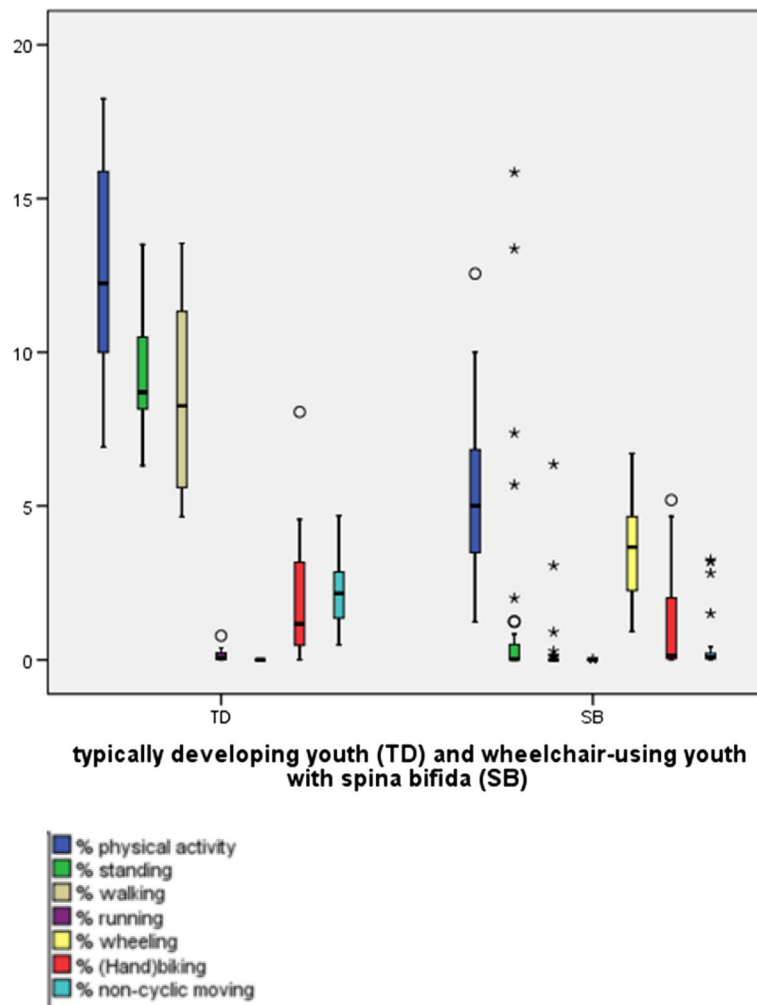 20
15
10
5
0
TD SB
typically developing youth (TD) and wheelchair-using youth
with spina bifida (SB)
% physical activity
% standing
% walking
% running
% wheeling
% (Hand)biking
% non-cyclic moving